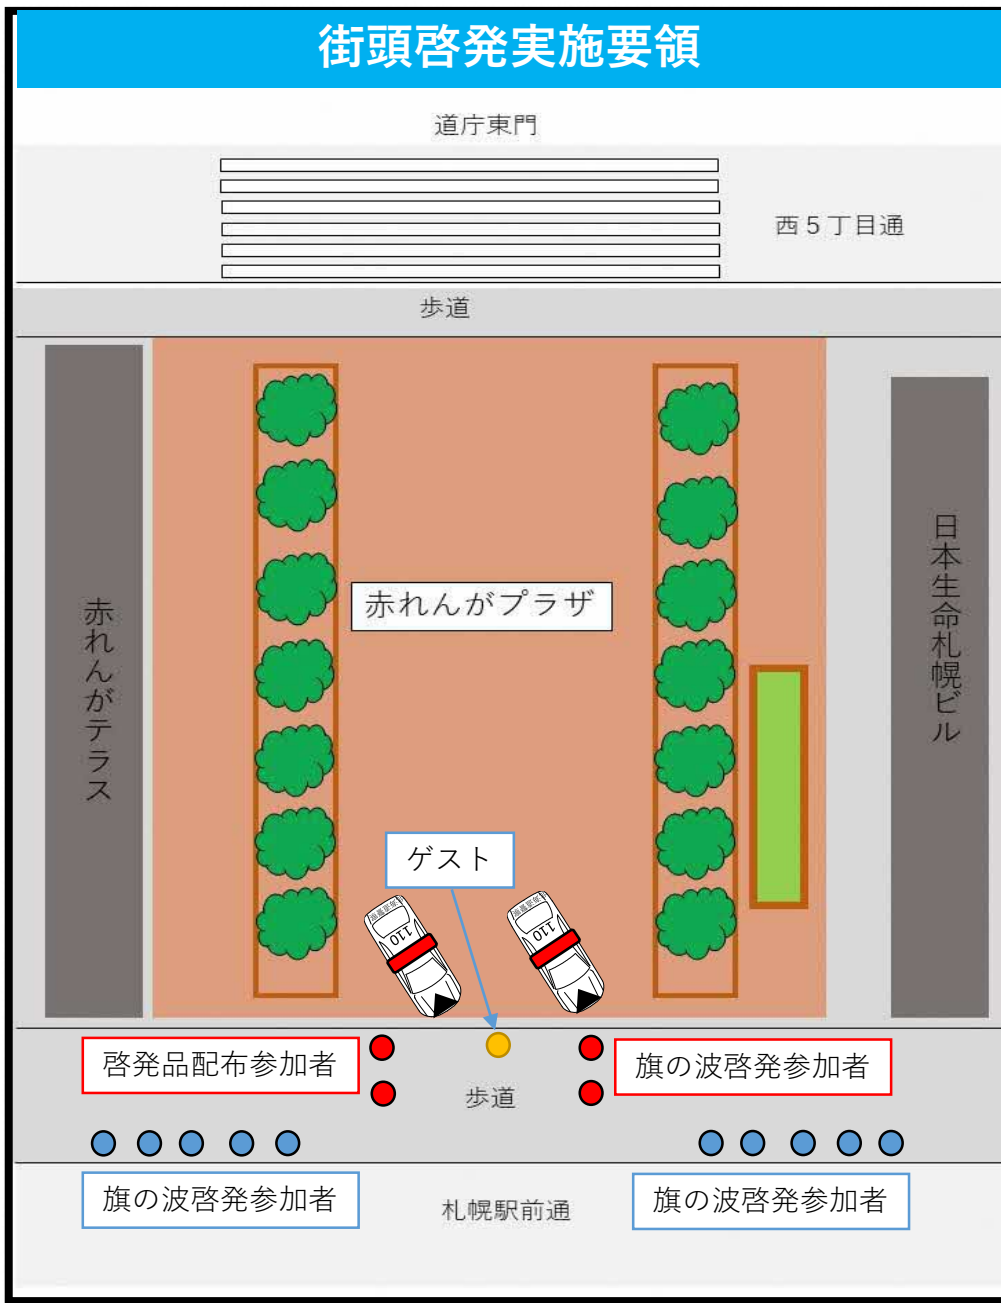 街頭啓発実施要領
道庁東門
西5丁目通
歩道
赤れんがテラス
赤れんがプラザ
日本生命札幌ビル
ゲスト
110
110
啓発品配布参加者
旗の波啓発参加者
歩道
旗の波啓発参加者
旗の波啓発参加者
札幌駅前通